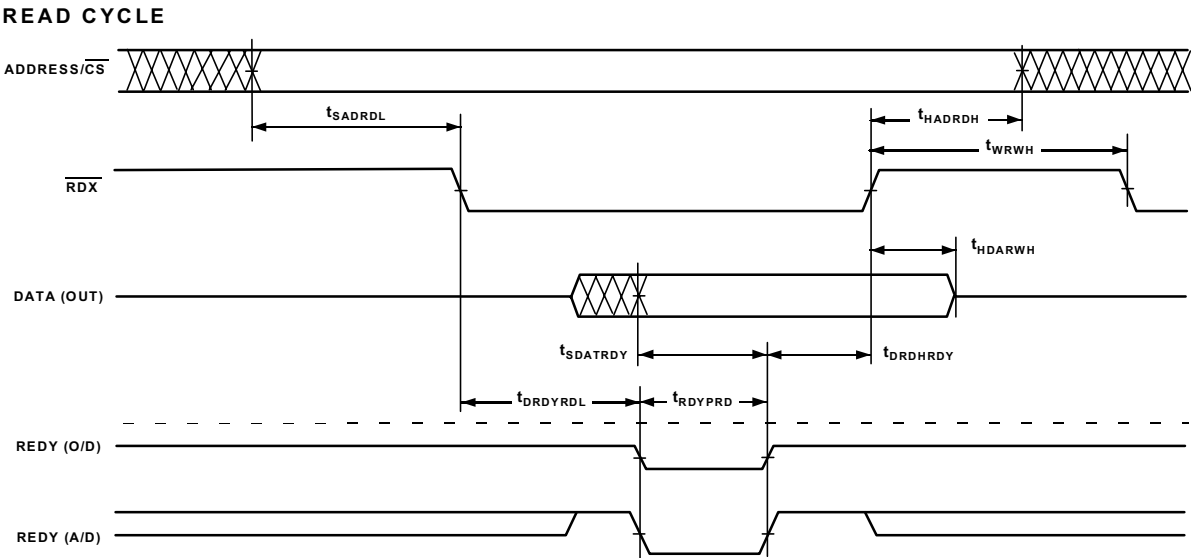 READ CYCLE
ADDRESS/CS
tSADRDL
tHADRDH
tWRWH
RDX
tHDARWH
DATA (OUT)
tSDATRDY
tDRDHRDY
tDRDYRDL
tRDYPRD
REDY (O/D)
REDY (A/D)